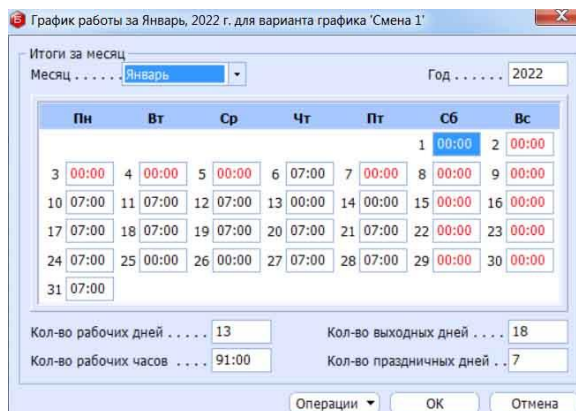 График работы за Январь, 2022 г. для варианта графика 'Смена 1'
Итоги за месяц
Месяц . . . . . . Январь Год . . . . . . 2022
Пн Вт Ср Чт Пт Сб Вс
1 00:00 2 00:00
3 00:00 4 00:00 5 00:00 6 07:00 7 00:00 8 00:00 9 00:00
10 07:00 11 07:00 12 07:00 13 00:00 14 00:00 15 00:00 16 00:00
17 07:00 18 07:00 19 07:00 20 07:00 21 07:00 22 00:00 23 00:00
24 07:00 25 00:00 26 00:00 27 07:00 28 07:00 29 00:00 30 00:00
31 07:00
Кол-во рабочих дней . . . . . 13 Кол-во выходных дней . . . . 18
Кол-во рабочих часов . . . . 91:00 Кол-во праздничных дней . . 7
Операции ОК Отмена